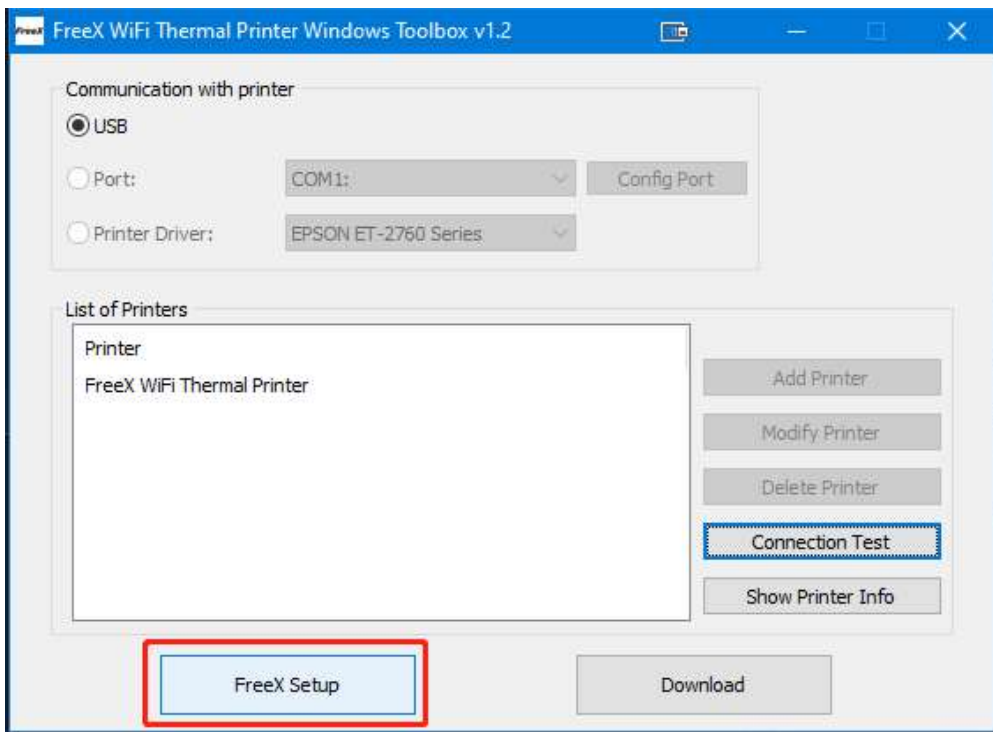 FreeX
FreeX WiFi Thermal Printer Windows Toolbox v1.2
Communication with printer
USB
Port:
COM1:
Config Port
Printer Driver:
EPSON ET-2760 Series
List of Printers
Printer
FreeX WiFi Thermal Printer
Add Printer
Modify Printer
Delete Printer
Connection Test
Show Printer Info
FreeX Setup
Download